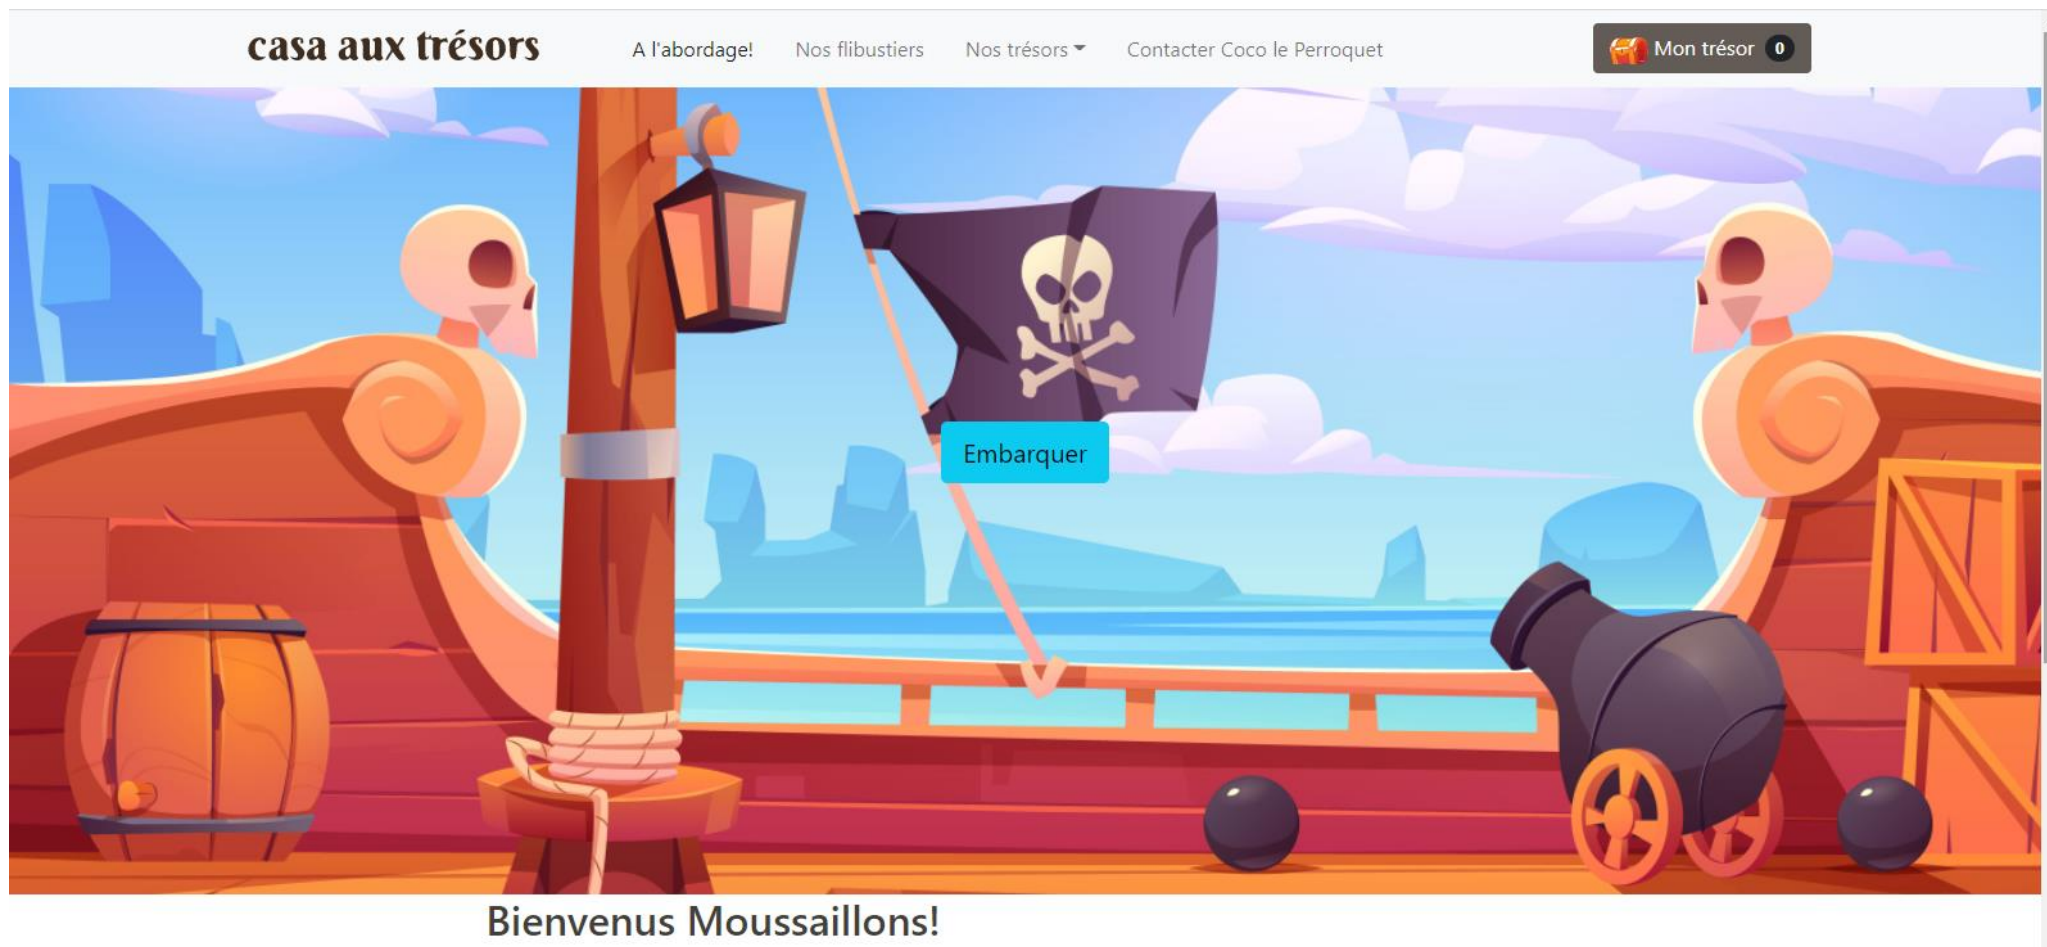 casa aux trésors
A l'abordage!
Nos flibustiers
Nos trésors
Contacter Coco le Perroquet
Mon trésor 0
Embarquer
Bienvenus Moussaillons!